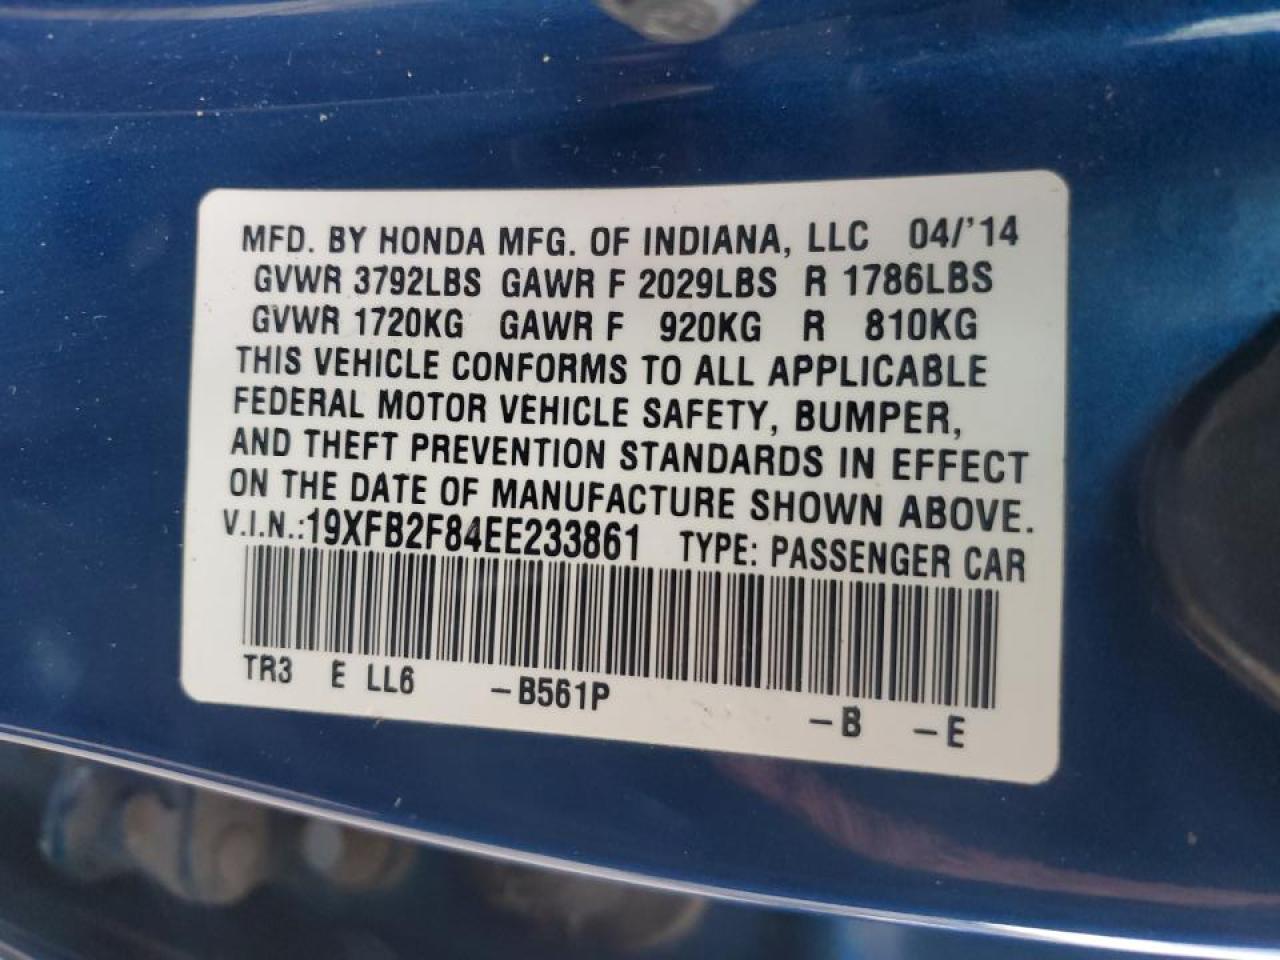 MFD. BY HONDA MFG. OF INDIANA, LLC 04/'14
GVWR 3792LBS GAWR F 2029LBS R 1786LBS
GVWR 1720KG GAWR F 920KG R 810KG
THIS VEHICLE CONFORMS TO ALL APPLICABLE
FEDERAL MOTOR VEHICLE SAFETY, BUMPER,
AND THEFT PREVENTION STANDARDS IN EFFECT
ON THE DATE OF MANUFACTURE SHOWN ABOVE.
V.I.N.:19XFB2F84EE233861 TYPE: PASSENGER CAR
TR3 E LL6 -B561P -B -E